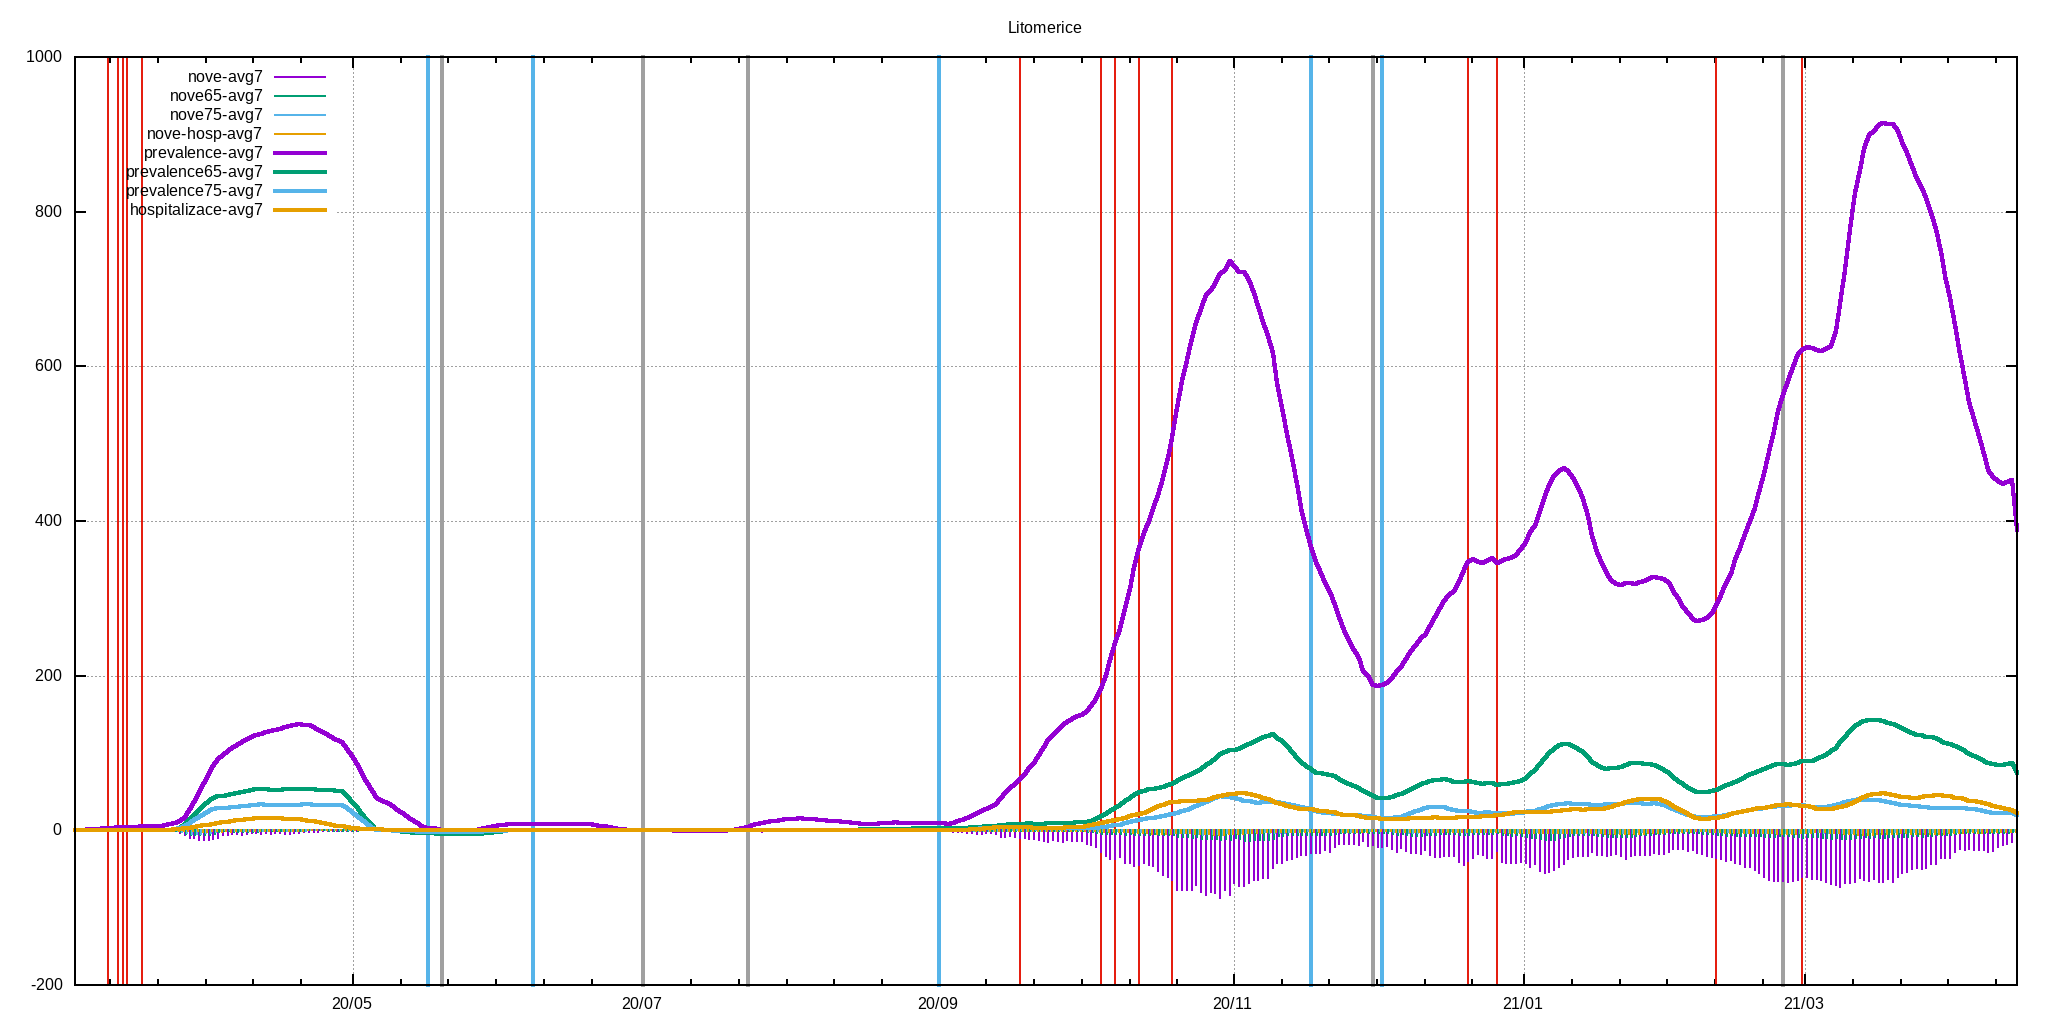 Litomerice
1000
800
600
400
200
0
-200
nove-avg7
nove65-avg7
nove75-avg7
nove-hosp-avg7
prevalence-avg7
prevalence65-avg7
prevalence75-avg7
hospitalizace-avg7
20/05
20/07
20/09
20/11
21/01
21/03